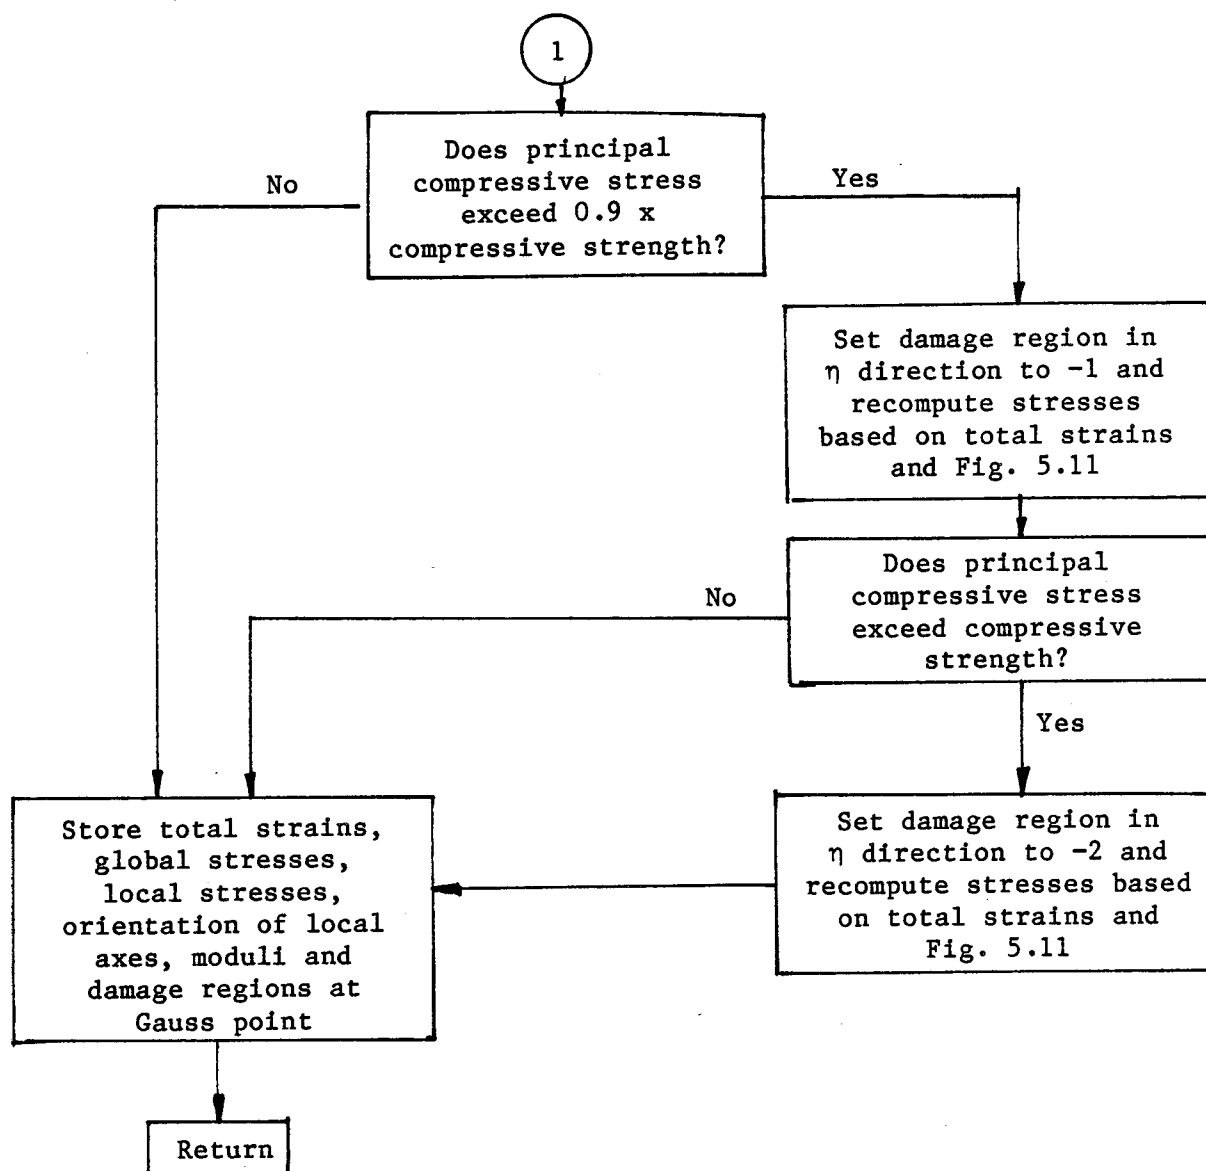 1
Does principal
compressive stress
exceed 0.9 x
compressive strength?
No
Yes
Set damage region in
η direction to -1 and
recompute stresses
based on total strains
and Fig. 5.11
Does principal
compressive stress
exceed compressive
strength?
No
Yes
Set damage region in
η direction to -2 and
recompute stresses based
on total strains and
Fig. 5.11
Store total strains,
global stresses,
local stresses,
orientation of local
axes, moduli and
damage regions at
Gauss point
Return